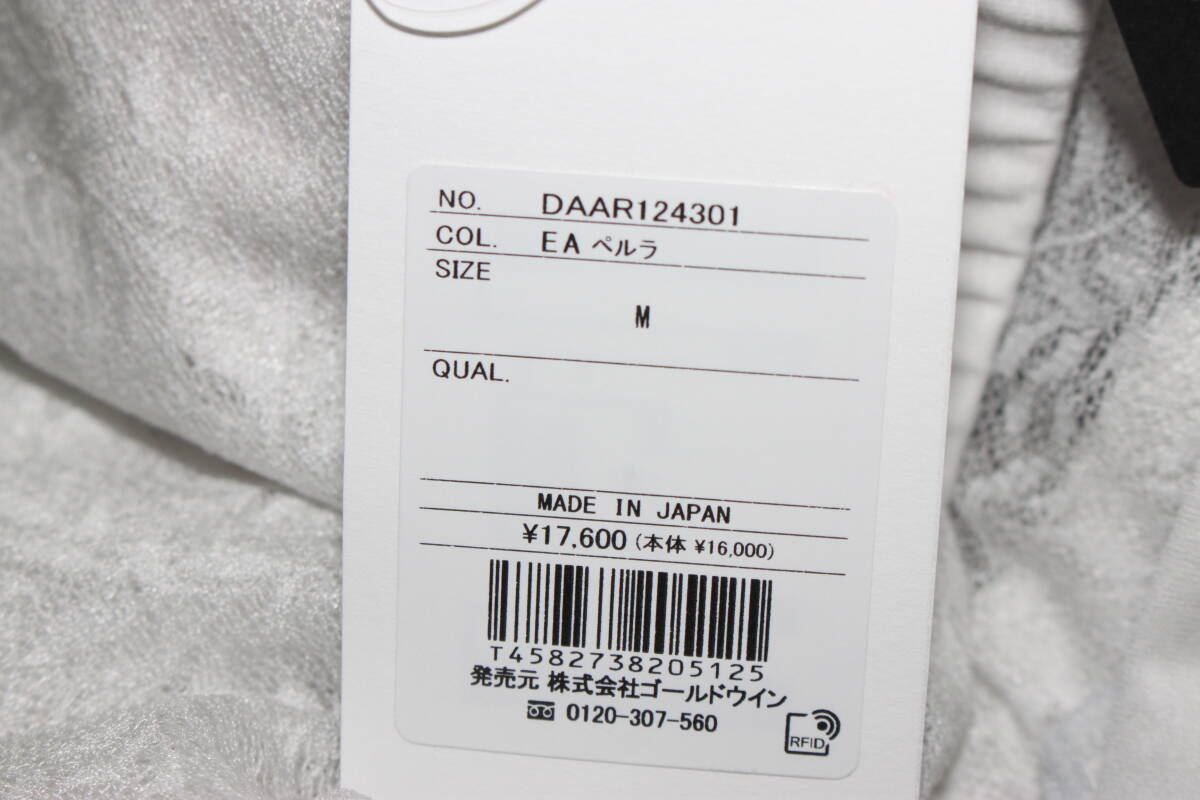 NO. DAAR124301
COL. EA ペルラ
SIZE
M
QUAL.
MADE IN JAPAN
¥17,600 (本体 ¥16,000)
T4582738205125
発売元 株式会社ゴールドウイン
0120-307-560
RFID